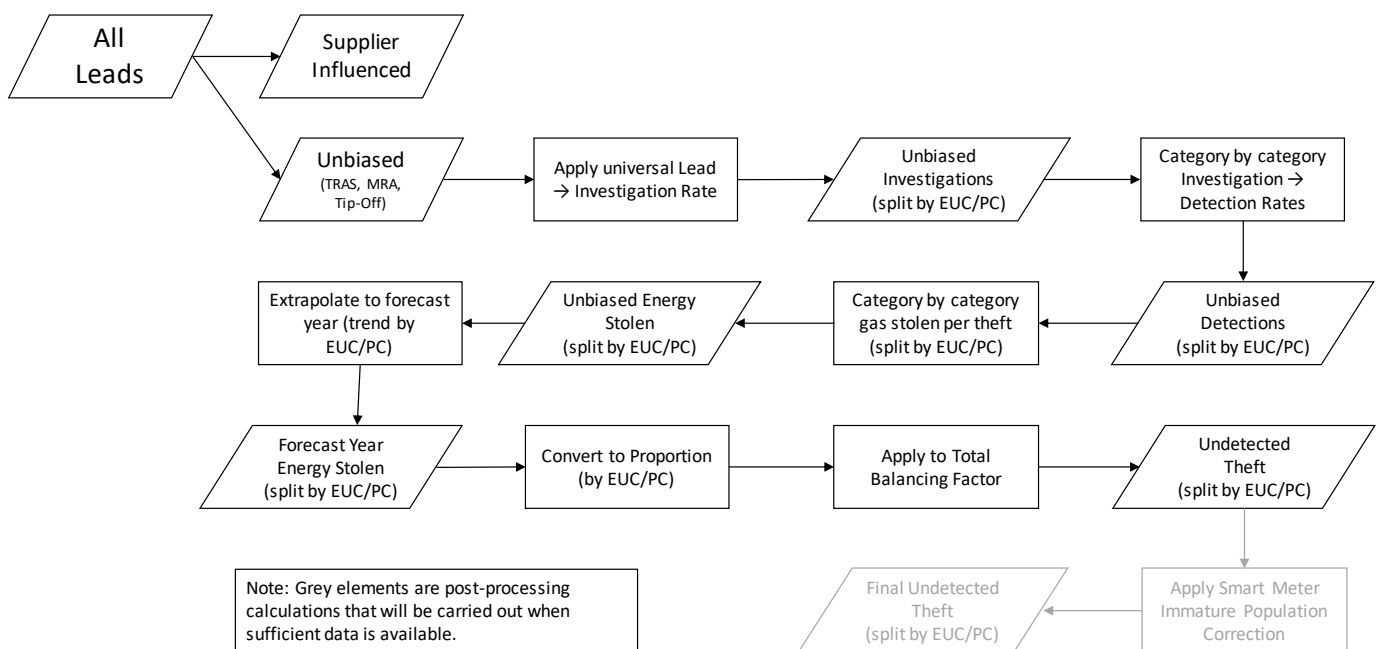 All
Leads
Supplier
Influenced
Unbiased
(TRAS, MRA,
Tip-Off)
Apply universal Lead
→ Investigation Rate
Unbiased
Investigations
(split by EUC/PC)
Category by category
Investigation →
Detection Rates
Extrapolate to forecast
year (trend by
EUC/PC)
Unbiased Energy
Stolen
(split by EUC/PC)
Category by category
gas stolen per theft
(split by EUC/PC)
Unbiased
Detections
(split by EUC/PC)
Forecast Year
Energy Stolen
(split by EUC/PC)
Convert to Proportion
(by EUC/PC)
Apply to Total
Balancing Factor
Undetected
Theft
(split by EUC/PC)
Note: Grey elements are post-processing
calculations that will be carried out when
sufficient data is available.
Final Undetected
Theft
(split by EUC/PC)
Apply Smart Meter
Immature Population
Correction